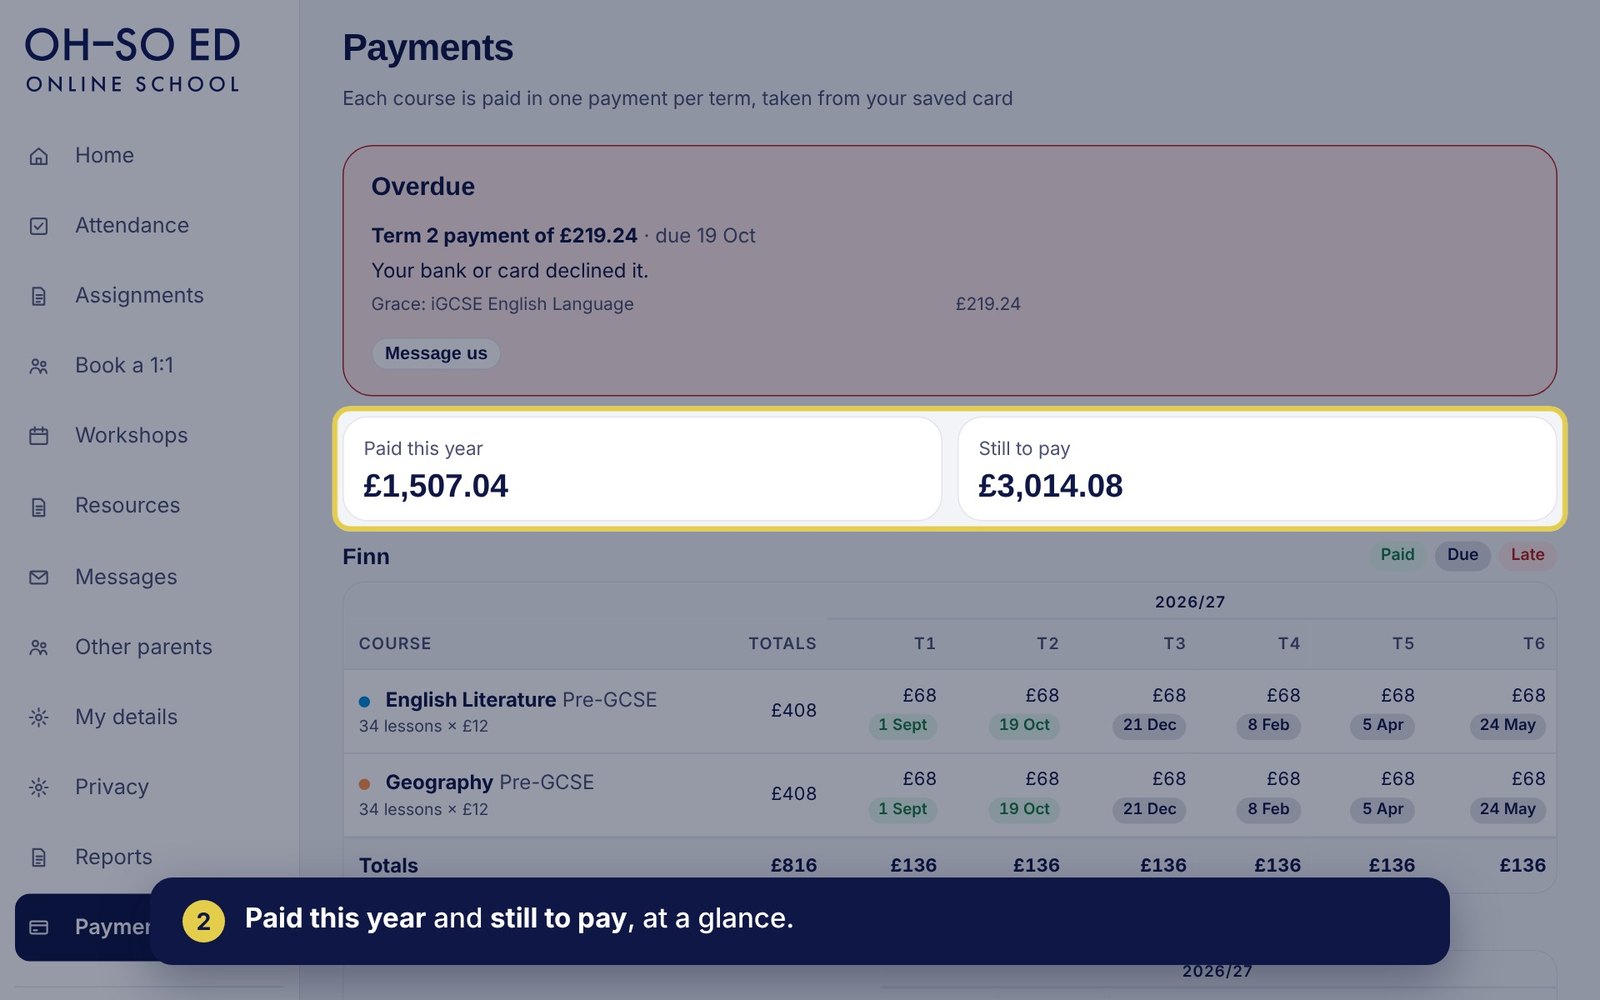 OH-SO ED
ONLINE SCHOOL
Home
Attendance
Assignments
Book a 1:1
Workshops
Resources
Messages
Other parents
My details
Privacy
Reports
Payments
Each course is paid in one payment per term, taken from your saved card
Overdue
Term 2 payment of £219.24 · due 19 Oct
Your bank or card declined it.
Grace: iGCSE English Language £219.24
Message us
Paid this year
£1,507.04
Still to pay
£3,014.08
Finn
Paid Due Late
2026/27
COURSE TOTALS T1 T2 T3 T4 T5 T6
English Literature Pre-GCSE
34 lessons × £12
£408 £68 £68 £68 £68 £68 £68
1 Sept 19 Oct 21 Dec 8 Feb 5 Apr 24 May
Geography Pre-GCSE
34 lessons × £12
£408 £68 £68 £68 £68 £68 £68
1 Sept 19 Oct 21 Dec 8 Feb 5 Apr 24 May
Totals £816 £136 £136 £136 £136 £136 £136
2 Paid this year and still to pay, at a glance.
2026/27